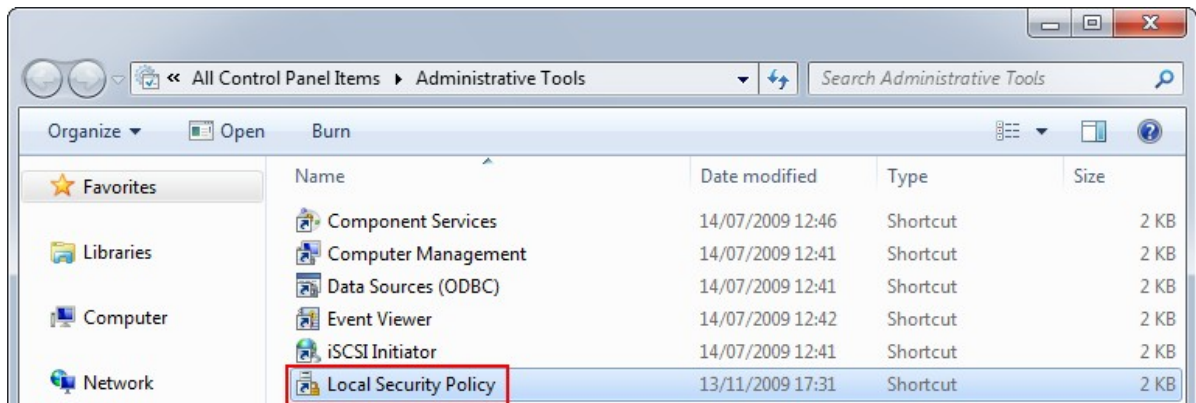 « All Control Panel Items ▸ Administrative Tools Search Administrative Tools
Organize ▾ Open Burn
Favorites
Libraries
Computer
Network
Name Date modified Type Size
Component Services 14/07/2009 12:46 Shortcut 2 KB
Computer Management 14/07/2009 12:41 Shortcut 2 KB
Data Sources (ODBC) 14/07/2009 12:41 Shortcut 2 KB
Event Viewer 14/07/2009 12:42 Shortcut 2 KB
iSCSI Initiator 14/07/2009 12:41 Shortcut 2 KB
Local Security Policy 13/11/2009 17:31 Shortcut 2 KB